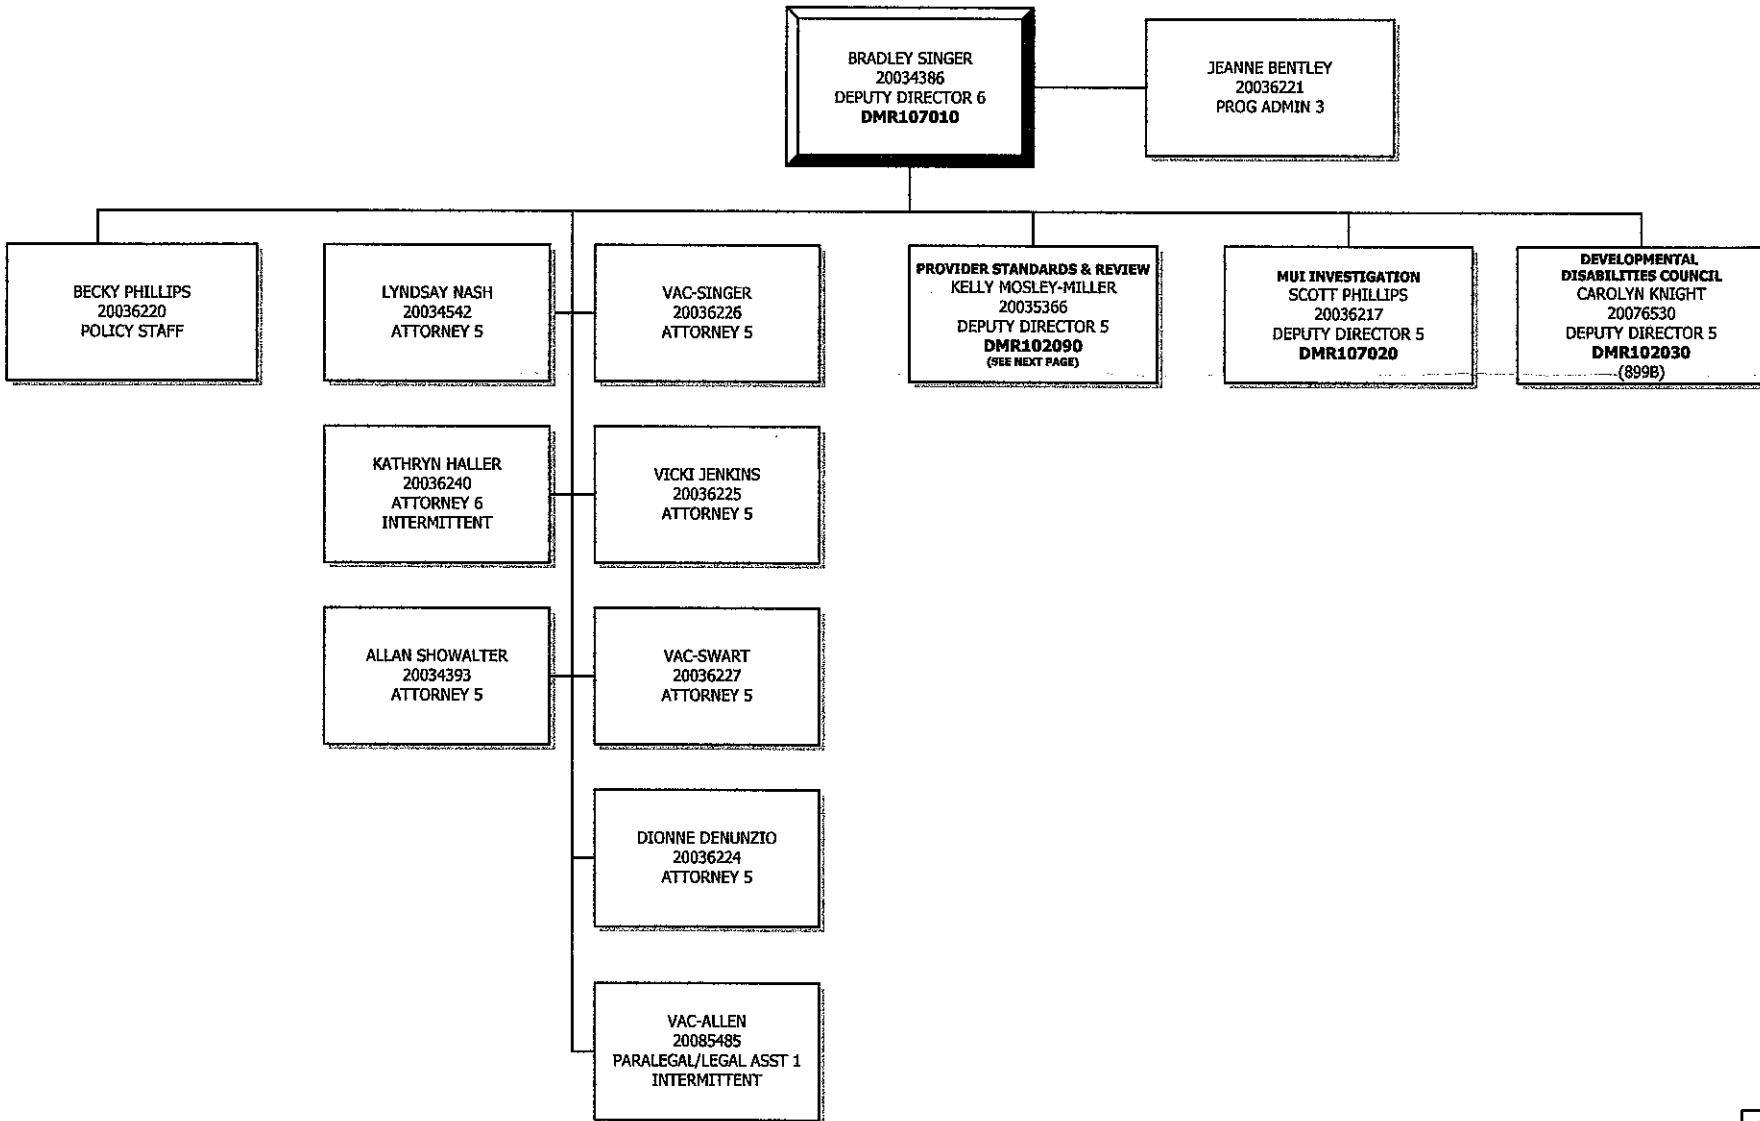 BRADLEY SINGER
20034386
DEPUTY DIRECTOR 6
DMR107010
JEANNE BENTLEY
20036221
PROG ADMIN 3
BECKY PHILLIPS
20036220
POLICY STAFF
LYNDSAY NASH
20034542
ATTORNEY 5
VAC-SINGER
20036226
ATTORNEY 5
PROVIDER STANDARDS & REVIEW
KELLY MOSLEY-MILLER
20035366
DEPUTY DIRECTOR 5
DMR102090
(SEE NEXT PAGE)
MUI INVESTIGATION
SCOTT PHILLIPS
20036217
DEPUTY DIRECTOR 5
DMR107020
DEVELOPMENTAL
DISABILITIES COUNCIL
CAROLYN KNIGHT
20076530
DEPUTY DIRECTOR 5
DMR102030
(899B)
KATHRYN HALLER
20036240
ATTORNEY 6
INTERMITTENT
VICKI JENKINS
20036225
ATTORNEY 5
ALLAN SHOWALTER
20034393
ATTORNEY 5
VAC-SWART
20036227
ATTORNEY 5
DIONNE DENUNZIO
20036224
ATTORNEY 5
VAC-ALLEN
20085485
PARALEGAL/LEGAL ASST 1
INTERMITTENT